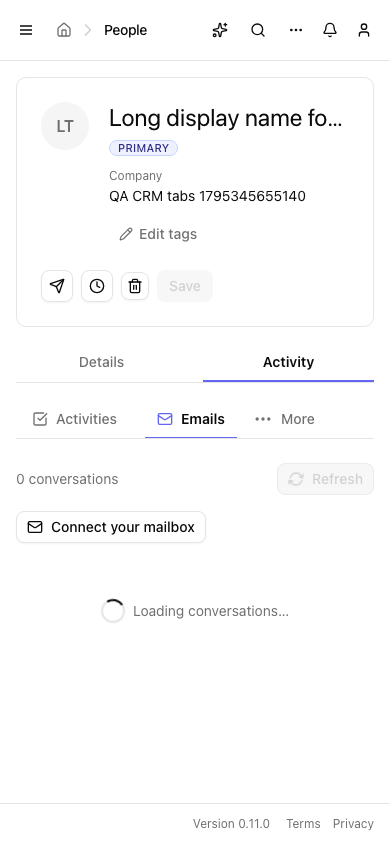 People
LT
Long display name fo...
PRIMARY
Company
QA CRM tabs 1795345655140
Edit tags
Save
Details
Activity
Activities
Emails
More
0 conversations
Refresh
Connect your mailbox
Loading conversations...
Version 0.11.0
Terms
Privacy